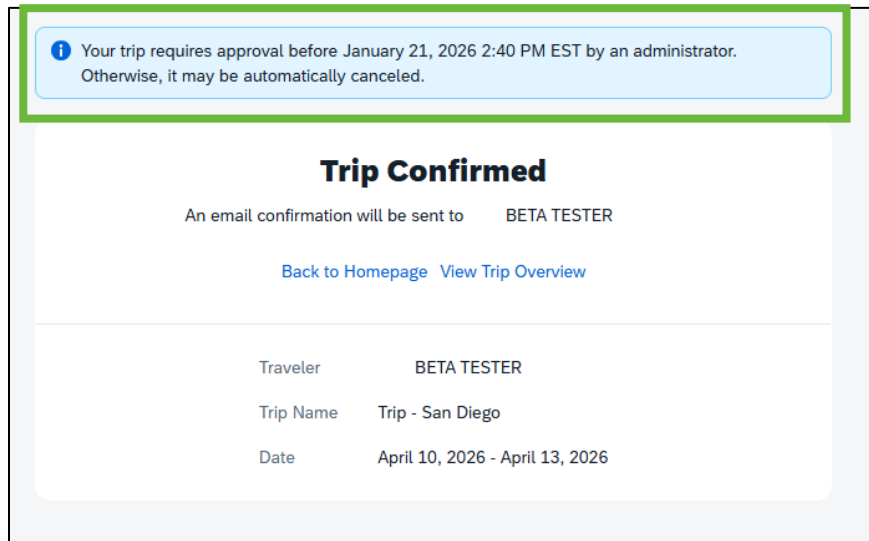 Your trip requires approval before January 21, 2026 2:40 PM EST by an administrator.
Otherwise, it may be automatically canceled.
Trip Confirmed
An email confirmation will be sent to BETA TESTER
Back to Homepage View Trip Overview
Traveler BETA TESTER
Trip Name Trip - San Diego
Date April 10, 2026 - April 13, 2026